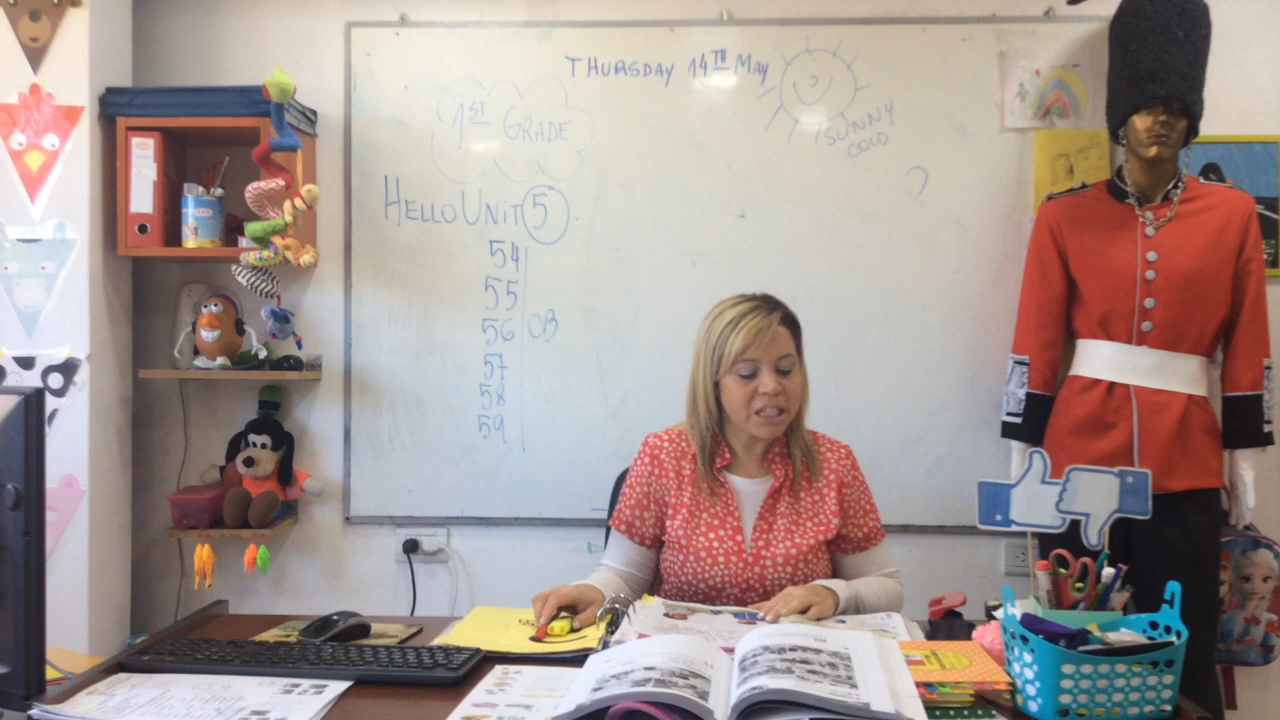 THURSDAY 14TH MAY
1ST GRADE
SUNNY
COLD
?
HELLO UNIT 5
54
55
56 CB
57
58
59